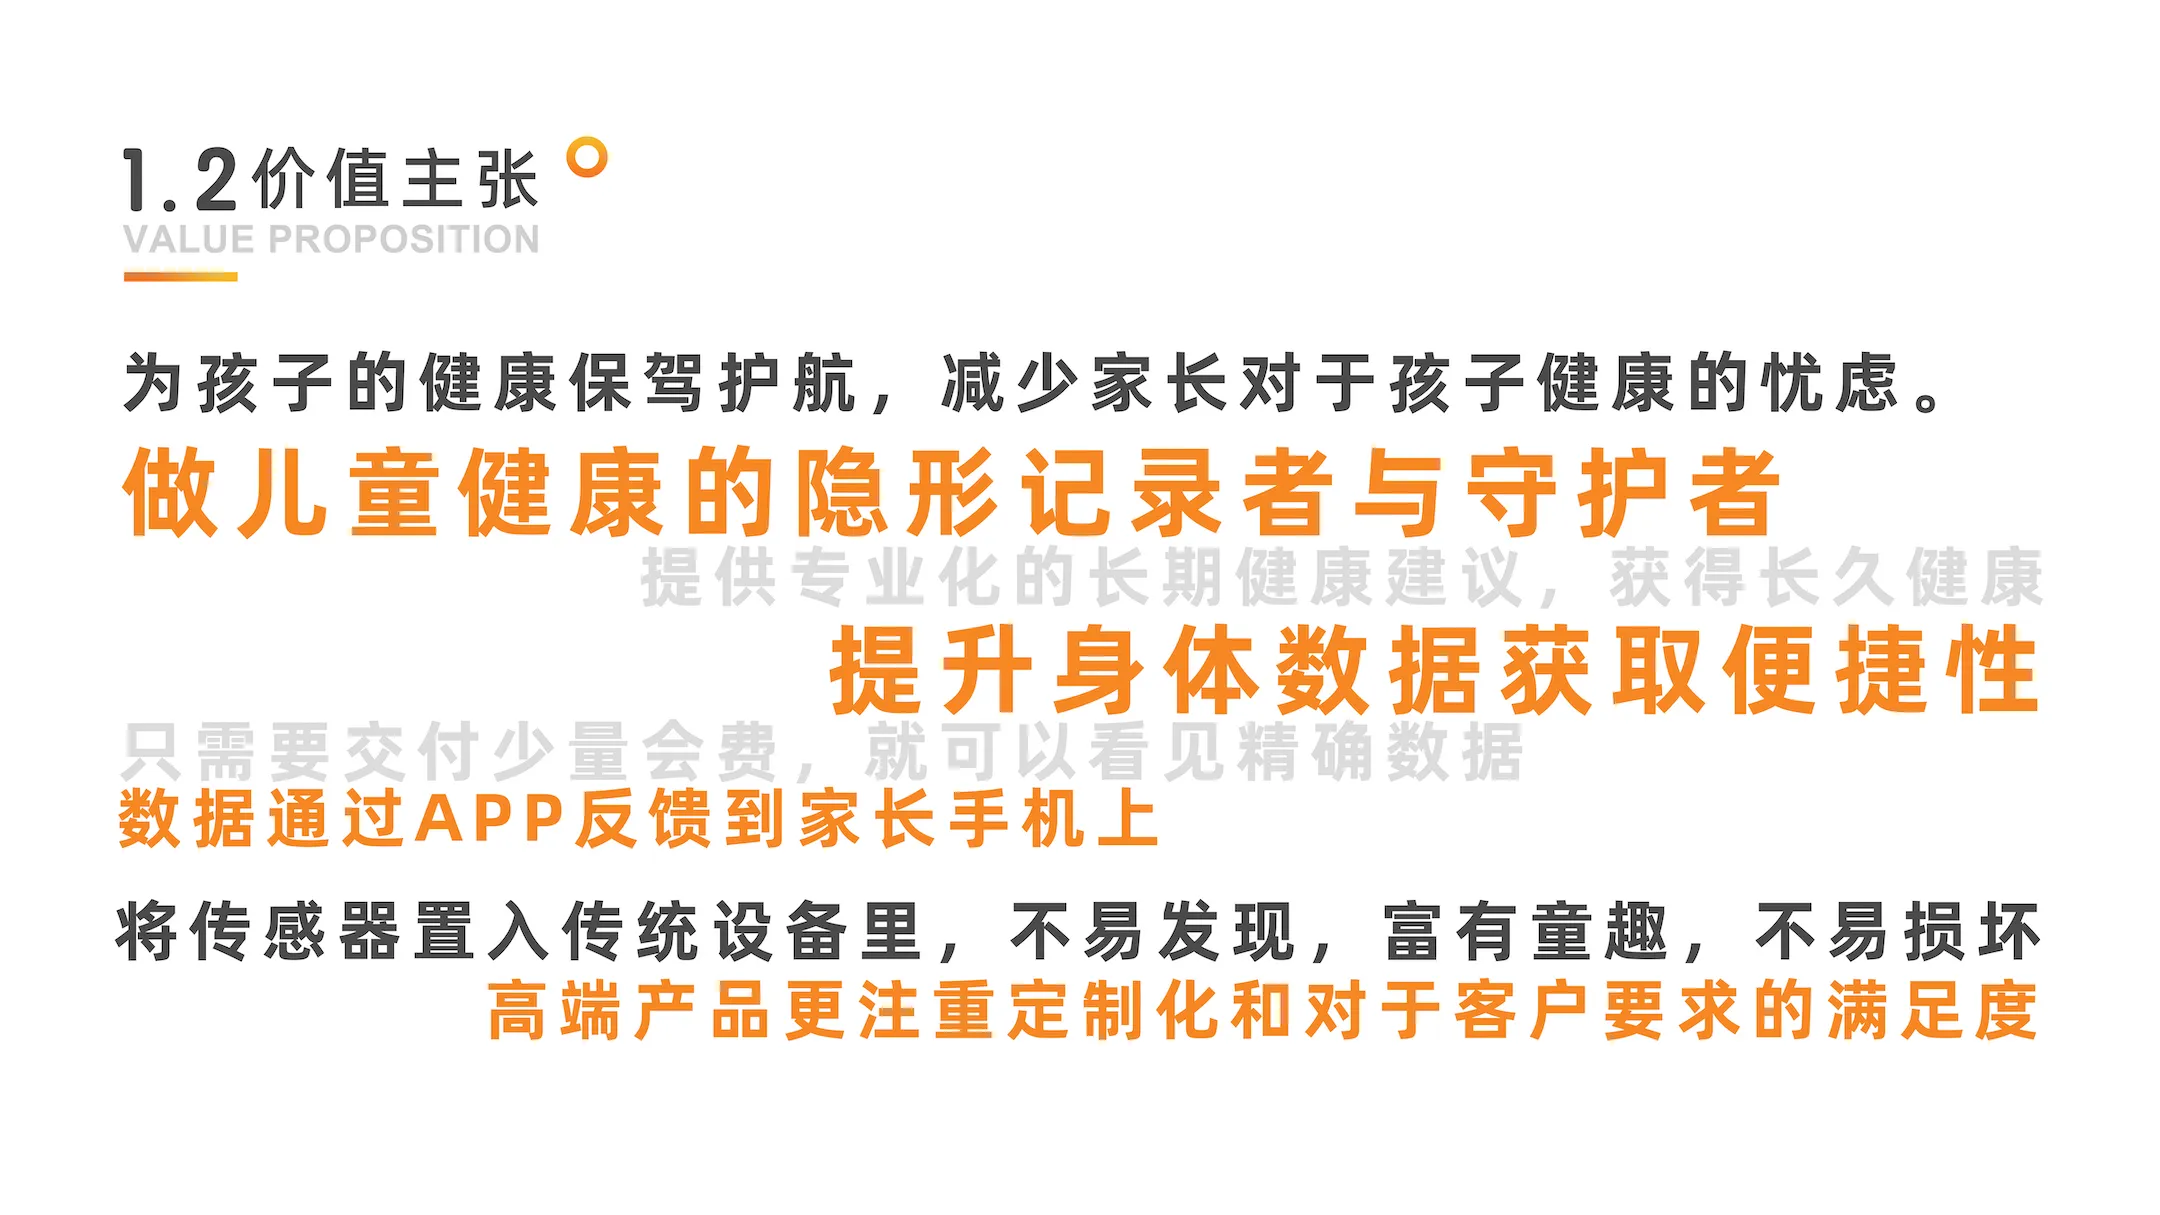 1.2价值主张
VALUE PROPOSITION
为孩子的健康保驾护航，减少家长对于孩子健康的忧虑。
做儿童健康的隐形记录者与守护者
提供专业化的长期健康建议，获得长久健康
提升身体数据获取便捷性
只需要交付少量会费，就可以看见精确数据
数据通过APP反馈到家长手机上
将传感器置入传统设备里，不易发现，富有童趣，不易损坏
高端产品更注重定制化和对于客户要求的满足度